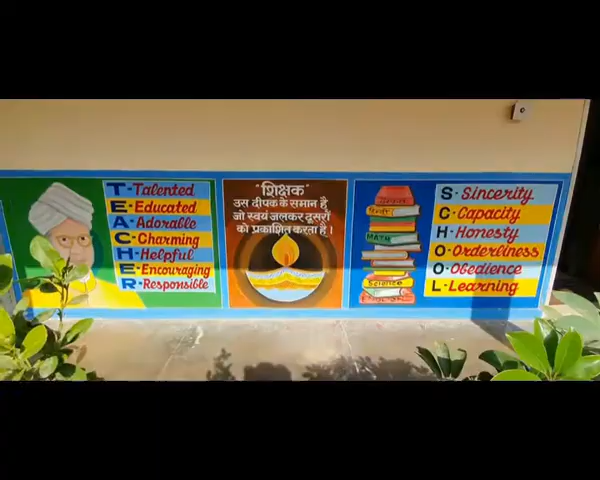 T - Talented
E - Educated
A - Adorable
C - Charming
H - Helpful
E - Encouraging
R - Responsible
"शिक्षक"
उस दीपक के समान है,
जो स्वयं जलकर दूसरों
को प्रकाशित करता है।
MATH
Science
S - Sincerity
C - Capacity
H - Honesty
O - Orderliness
O - Obedience
L - Learning